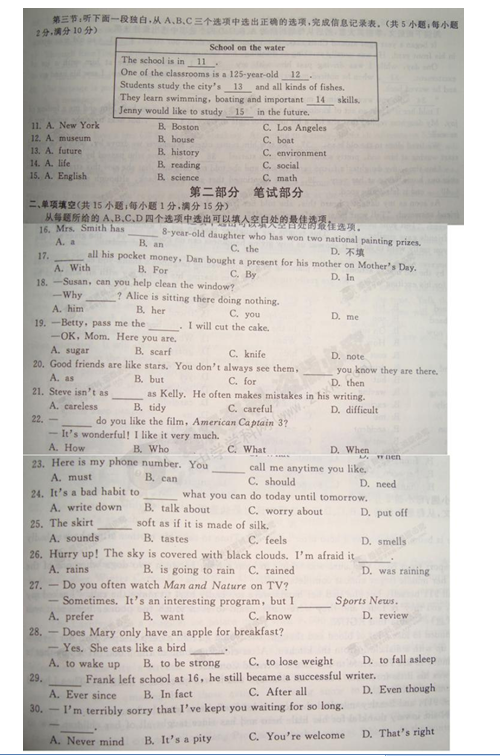 第三节:听下面一段独白,从A、B、C三个选项中选出正确的选项,完成信息记录表。(共5小题;每小题
2分,满分10分)
School on the water
The school is in 11 .
One of the classrooms is a 125-year-old 12 .
Students study the city's 13 and all kinds of fishes.
They learn swimming, boating and important 14 skills.
Jenny would like to study 15 in the future.
11. A. New York B. Boston C. Los Angeles
12. A. museum B. house C. boat
13. A. future B. history C. environment
14. A. life B. reading C. social
15. A. English B. science C. math
第二部分 笔试部分
二、单项填空(共15小题;每小题1分,满分15分)
从每题所给的A、B、C、D四个选项中选出可以填入空白处的最佳选项。
16. Mrs. Smith has ______ 8-year-old daughter who has won two national painting prizes.
A. a B. an C. the D. 不填
17. ______ all his pocket money, Dan bought a present for his mother on Mother's Day.
A. With B. For C. By D. In
18. —Susan, can you help clean the window?
—Why ______? Alice is sitting there doing nothing.
A. him B. her C. you D. me
19. —Betty, pass me the ______. I will cut the cake.
—OK, Mom. Here you are.
A. sugar B. scarf C. knife D. note
20. Good friends are like stars. You don't always see them, ______ you know they are there.
A. as B. but C. for D. then
21. Steve isn't as ______ as Kelly. He often makes mistakes in his writing.
A. careless B. tidy C. careful D. difficult
22. — ______ do you like the film, American Captain 3?
— It's wonderful! I like it very much.
A. How B. Who C. What D. When
23. Here is my phone number. You ______ call me anytime you like.
A. must B. can C. should D. need
24. It's a bad habit to ______ what you can do today until tomorrow.
A. write down B. talk about C. worry about D. put off
25. The skirt ______ soft as if it is made of silk.
A. sounds B. tastes C. feels D. smells
26. Hurry up! The sky is covered with black clouds. I'm afraid it ______.
A. rains B. is going to rain C. rained D. was raining
27. — Do you often watch Man and Nature on TV?
— Sometimes. It's an interesting program, but I ______ Sports News.
A. prefer B. want C. know D. review
28. — Does Mary only have an apple for breakfast?
— Yes. She eats like a bird ______.
A. to wake up B. to be strong C. to lose weight D. to fall asleep
29. ______ Frank left school at 16, he still became a successful writer.
A. Ever since B. In fact C. After all D. Even though
30. — I'm terribly sorry that I've kept you waiting for so long.
— ______.
A. Never mind B. It's a pity C. You're welcome D. That's right